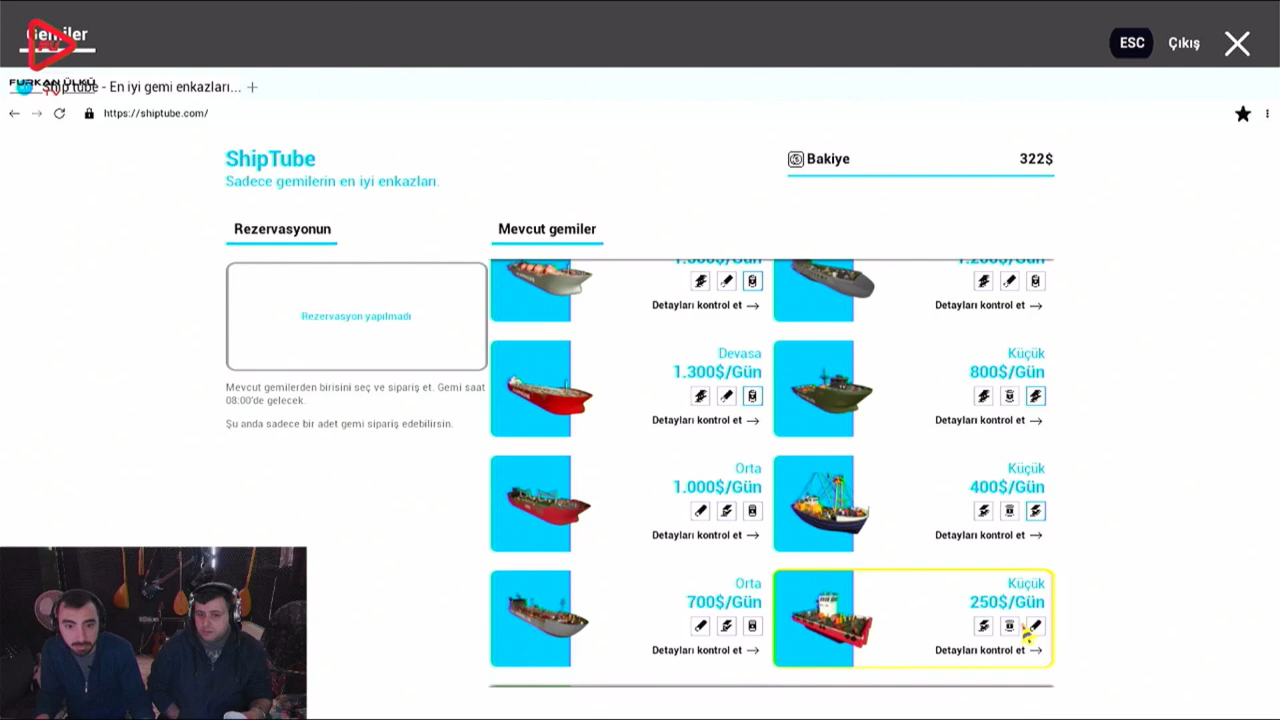 Gemiler
ESC
Çıkış
FURKAN ÜLKÜ
TV
Ship tube - En iyi gemi enkazları...
https://shiptube.com/
ShipTube
Sadece gemilerin en iyi enkazları.
Bakiye
322$
Rezervasyonun
Mevcut gemiler
Rezervasyon yapılmadı
Mevcut gemilerden birisini seç ve sipariş et. Gemi saat
08:00'de gelecek.
Şu anda sadece bir adet gemi sipariş edebilirsin.
Detayları kontrol et
1.200$/Gün
Detayları kontrol et
Devasa
1.300$/Gün
Detayları kontrol et
Küçük
800$/Gün
Detayları kontrol et
Orta
1.000$/Gün
Detayları kontrol et
Küçük
400$/Gün
Detayları kontrol et
Orta
700$/Gün
Detayları kontrol et
Küçük
250$/Gün
Detayları kontrol et